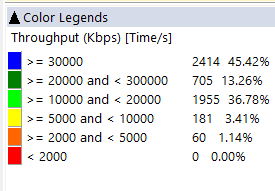 Color Legends
Throughput (Kbps) [Time/s]
>= 30000 2414 45.42%
>= 20000 and < 300000 705 13.26%
>= 10000 and < 20000 1955 36.78%
>= 5000 and < 10000 181 3.41%
>= 2000 and < 5000 60 1.14%
< 2000 0 0.00%